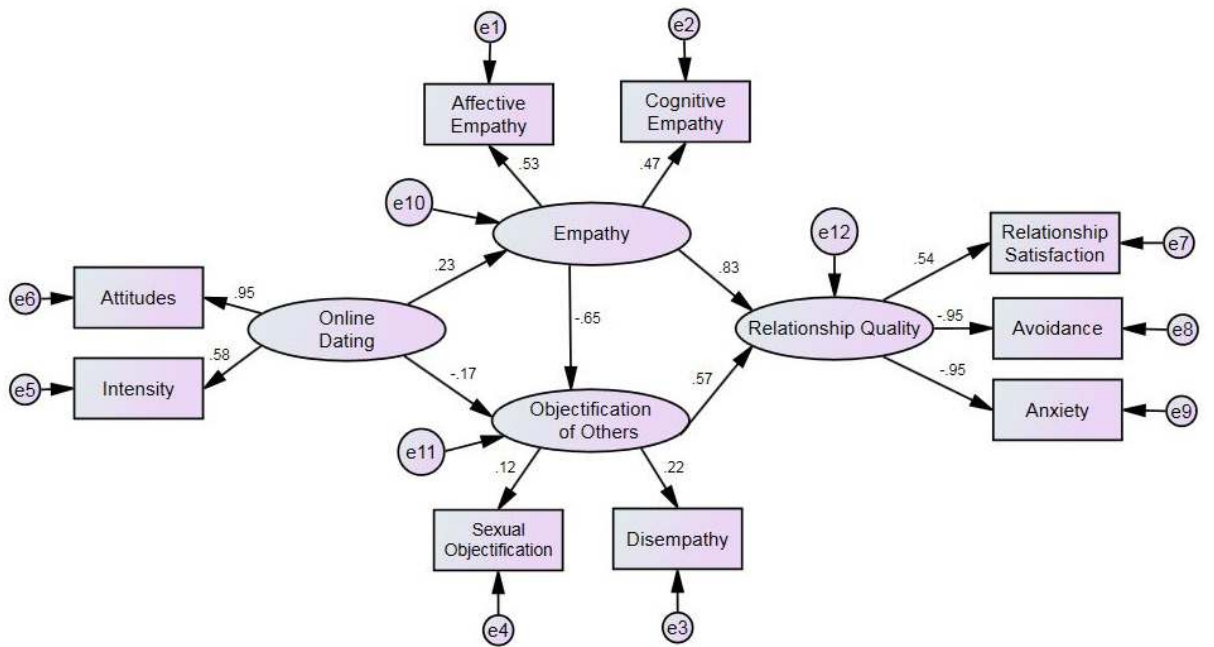 e1
e2
Affective
Empathy
Cognitive
Empathy
.53
.47
e10
Empathy
e12
Relationship
Satisfaction
e7
.23
.83
.54
e6
Attitudes
.95
Online
Dating
-.65
Relationship Quality
-.95
Avoidance
e8
.58
e5
Intensity
-.17
.57
-.95
Anxiety
e9
Objectification
of Others
e11
.12
.22
Sexual
Objectification
Disempathy
e4
e3